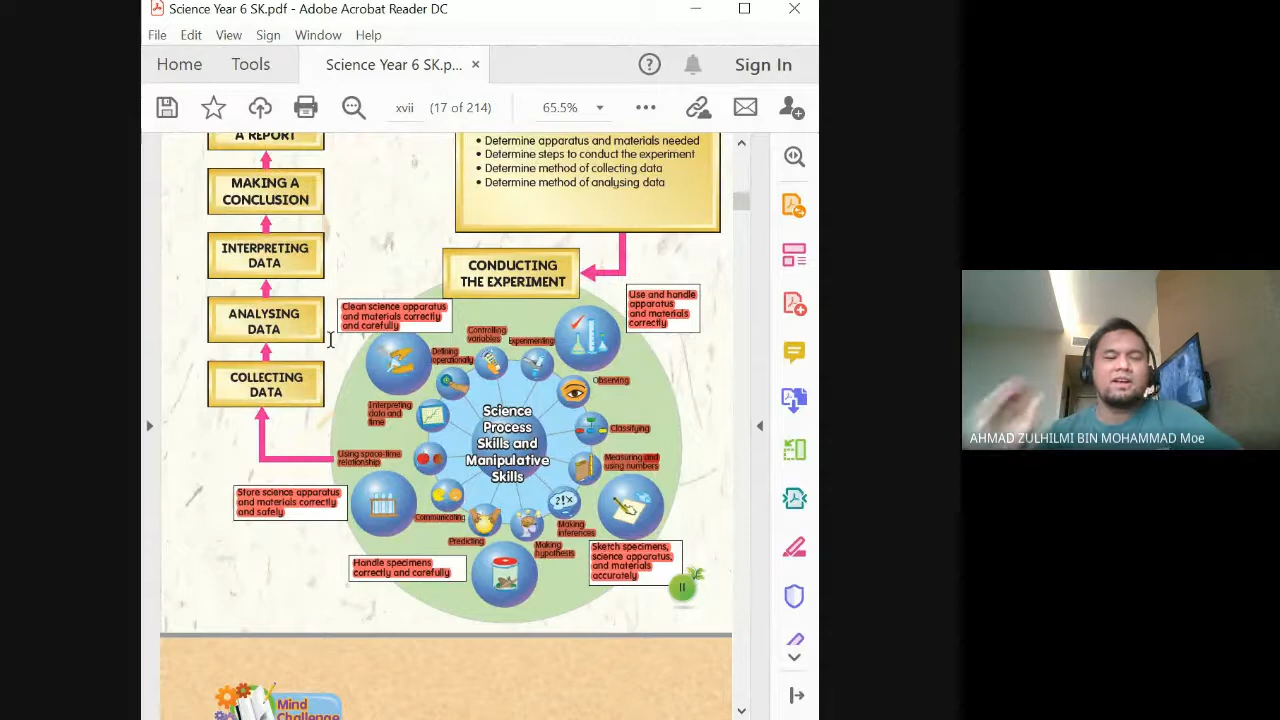 Science Year 6 SK.pdf - Adobe Acrobat Reader DC
File Edit View Sign Window Help
Home Tools Science Year 6 SK.p... × Sign In
xvii (17 of 214) 65.5%
A REPORT
MAKING A
CONCLUSION
INTERPRETING
DATA
ANALYSING
DATA
COLLECTING
DATA
• Determine apparatus and materials needed
• Determine steps to conduct the experiment
• Determine method of collecting data
• Determine method of analysing data
CONDUCTING
THE EXPERIMENT
Clean science apparatus
and materials correctly
and carefully
Use and handle
apparatus
and materials
correctly
Controlling
variables
Experimenting
Defining
operationally
Observing
Interpreting
data and
time
Classifying
Science
Process
Skills and
Manipulative
Skills
Using space-time
relationship
Measuring and
using numbers
Store science apparatus
and materials correctly
and safely
Communicating
Predicting
Making
hypothesis
Making
inferences
Handle specimens
correctly and carefully
Sketch specimens,
science apparatus,
and materials
accurately
Mind
Challenge
AHMAD ZULHILMI BIN MOHAMMAD Moe